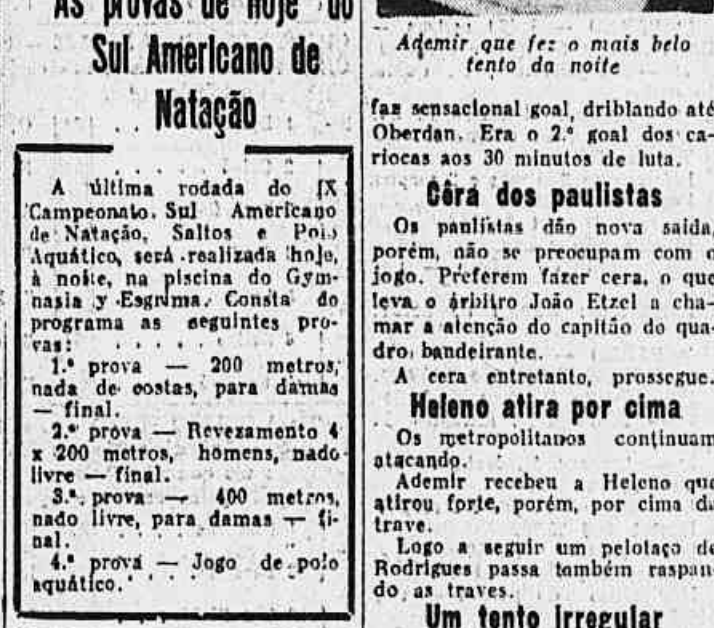 As provas de hoje do
Sul Americano de
Natação
A última rodada do IX
Campeonato Sul Americano
de Natação, Saltos e Polo
Aquático, será realizada hoje,
à noite, na piscina do Gym-
nasia y Esgrima. Consta do
programa as seguintes pro-
vas:
1.ª prova — 200 metros,
nada de costas, para damas
— final.
2.ª prova — Revezamento 4
x 200 metros, homens, nado
livre — final.
3.ª prova — 400 metros,
nado livre, para damas — fi-
nal.
4.ª prova — Jogo de polo
aquático.
Ademir que fez o mais belo
tento da noite
faz sensacional goal, driblando até
Oberdan. Era o 2.º goal dos ca-
riocas aos 30 minutos de luta.
Cêra dos paulistas
Os paulistas dão nova saida,
porém, não se preocupam com o
jogo. Preferem fazer cera, o que
leva o árbitro João Etzel a cha-
mar a atenção do capitão do qua-
dro bandeirante.
A cera entretanto, prossegue.
Heleno atira por cima
Os metropolitanos continuam
atacando.
Ademir recebeu a Heleno que
atirou forte, porém, por cima da
trave.
Logo a seguir um pelotaço de
Rodrigues passa também raspan-
do as traves.
Um tento irregular